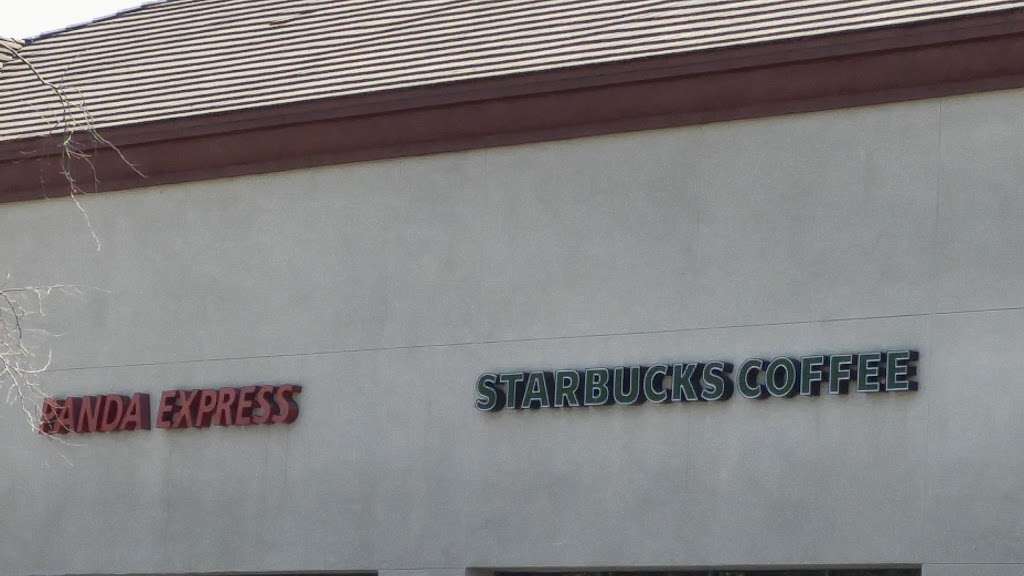 PANDA EXPRESS
STARBUCKS COFFEE